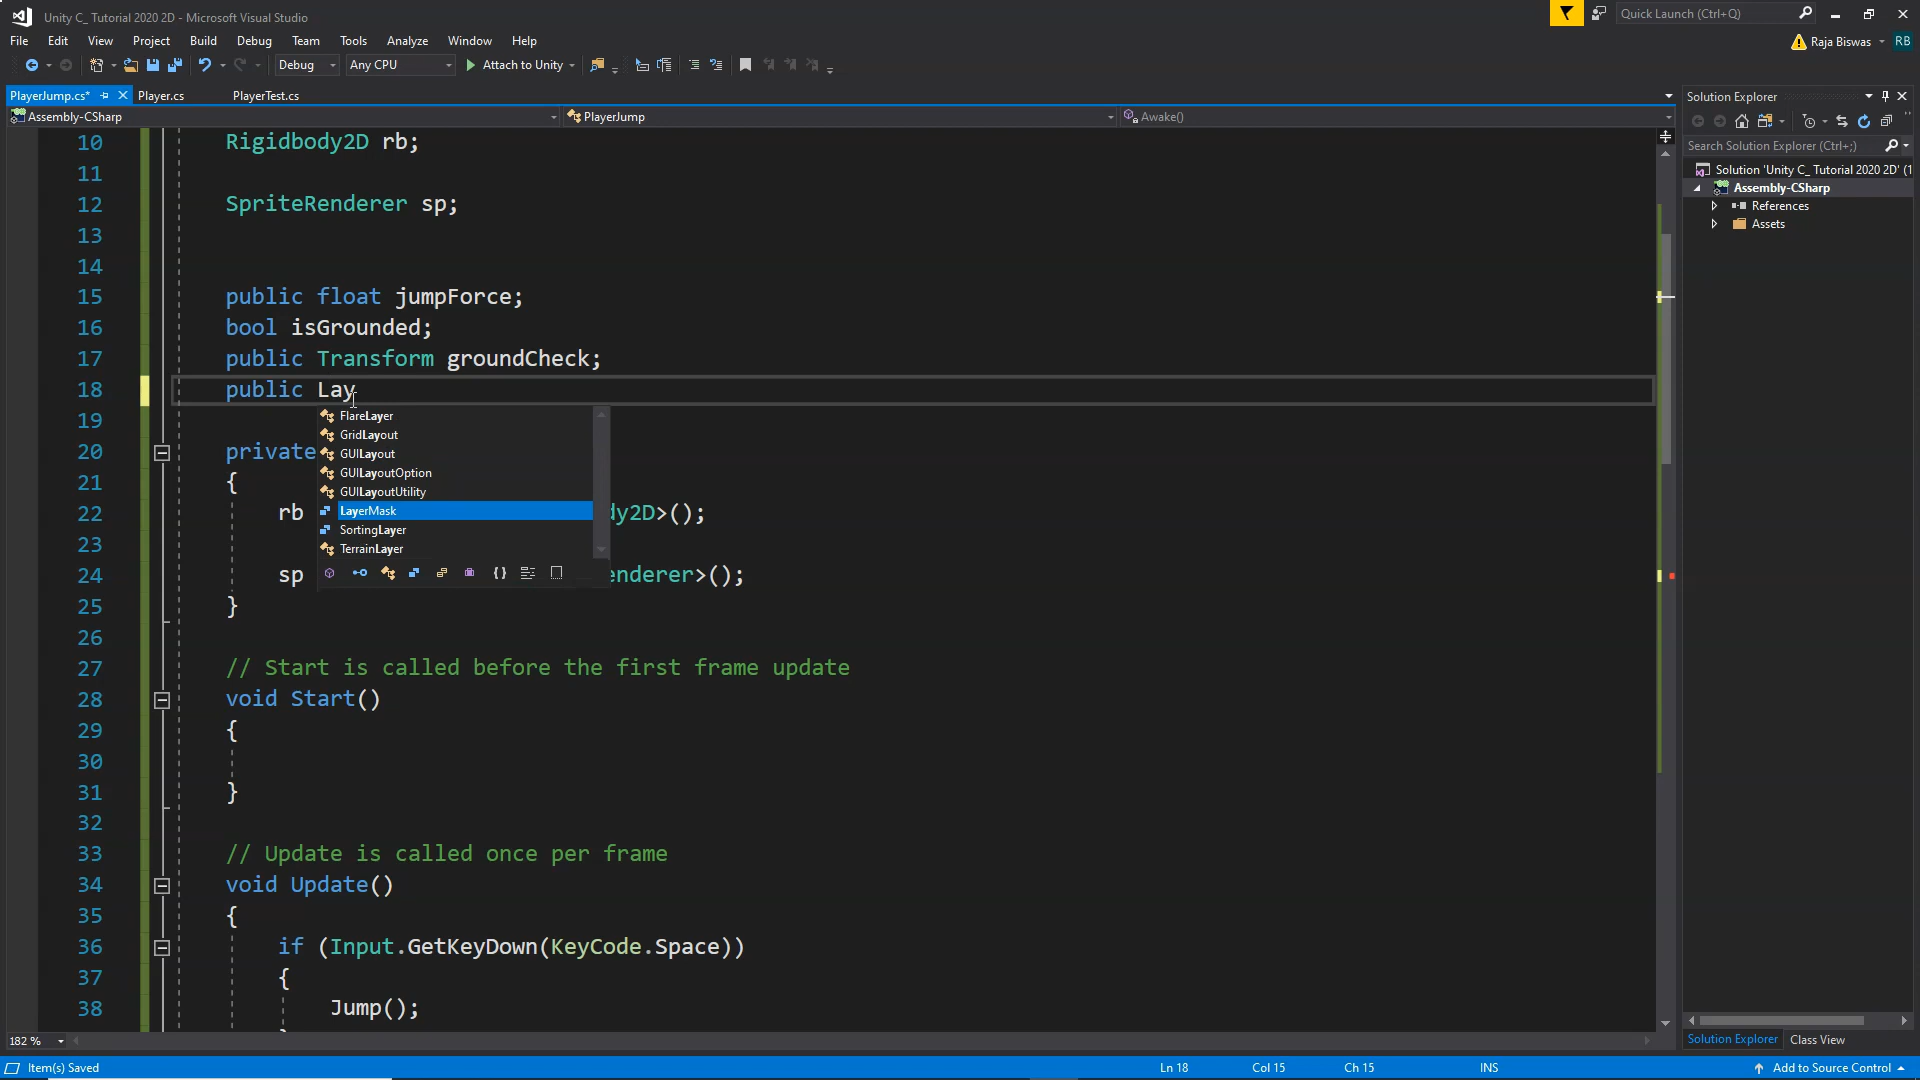 Unity C_ Tutorial 2020 2D - Microsoft Visual Studio
Quick Launch (Ctrl+Q)
File Edit View Project Build Debug Team Tools Analyze Window Help
Raja Biswas RB
Debug Any CPU Attach to Unity
PlayerJump.cs* Player.cs PlayerTest.cs
Solution Explorer
Assembly-CSharp PlayerJump Awake()
Search Solution Explorer (Ctrl+;)
Solution 'Unity C_ Tutorial 2020 2D' (1
Assembly-CSharp
References
Assets
10 Rigidbody2D rb;
11
12 SpriteRenderer sp;
13
14
15 public float jumpForce;
16 bool isGrounded;
17 public Transform groundCheck;
18 public Lay
FlareLayer
GridLayout
GUILayout
GUILayoutOption
GUILayoutUtility
LayerMask
SortingLayer
TerrainLayer
19
20 private
21 {
22 rb dy2D>();
23
24 sp enderer>();
25 }
26
27 // Start is called before the first frame update
28 void Start()
29 {
30
31 }
32
33 // Update is called once per frame
34 void Update()
35 {
36 if (Input.GetKeyDown(KeyCode.Space))
37 {
38 Jump();
182 %
Solution Explorer Class View
Item(s) Saved Ln 18 Col 15 Ch 15 INS Add to Source Control